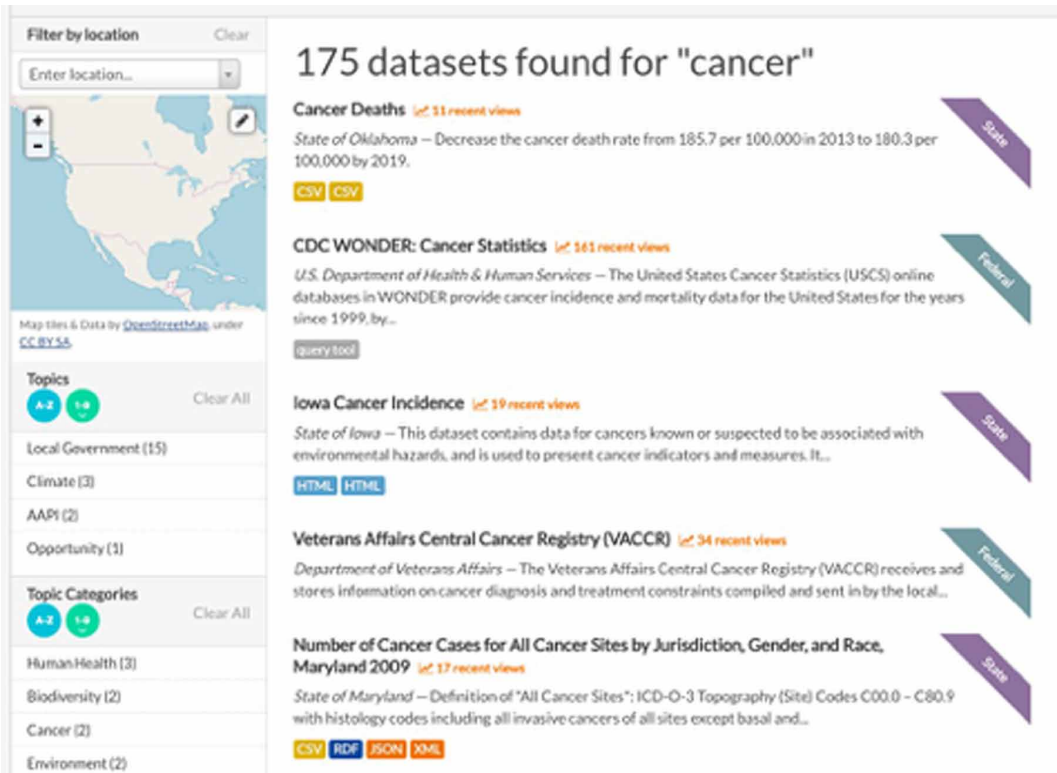 Filter by location Clear
Enter location...
+
-
Map tiles & Data by OpenStreetMap, under
CC BY SA.
Topics
A-Z 1-9 Clear All
Local Government (15)
Climate (3)
AAPI (2)
Opportunity (1)
Topic Categories
A-Z 1-9 Clear All
Human Health (3)
Biodiversity (2)
Cancer (2)
Environment (2)
175 datasets found for "cancer"
Cancer Deaths 11 recent views
State
State of Oklahoma — Decrease the cancer death rate from 185.7 per 100,000 in 2013 to 180.3 per
100,000 by 2019.
CSV CSV
CDC WONDER: Cancer Statistics 161 recent views
Federal
U.S. Department of Health & Human Services — The United States Cancer Statistics (USCS) online
databases in WONDER provide cancer incidence and mortality data for the United States for the years
since 1999, by...
query tool
Iowa Cancer Incidence 19 recent views
State
State of Iowa — This dataset contains data for cancers known or suspected to be associated with
environmental hazards, and is used to present cancer indicators and measures. It...
HTML HTML
Veterans Affairs Central Cancer Registry (VACCR) 34 recent views
Federal
Department of Veterans Affairs — The Veterans Affairs Central Cancer Registry (VACCR) receives and
stores information on cancer diagnosis and treatment constraints compiled and sent in by the local...
Number of Cancer Cases for All Cancer Sites by Jurisdiction, Gender, and Race,
Maryland 2009 17 recent views
State
State of Maryland — Definition of "All Cancer Sites": ICD-O-3 Topography (Site) Codes C00.0 – C80.9
with histology codes including all invasive cancers of all sites except basal and...
CSV RDF JSON XML